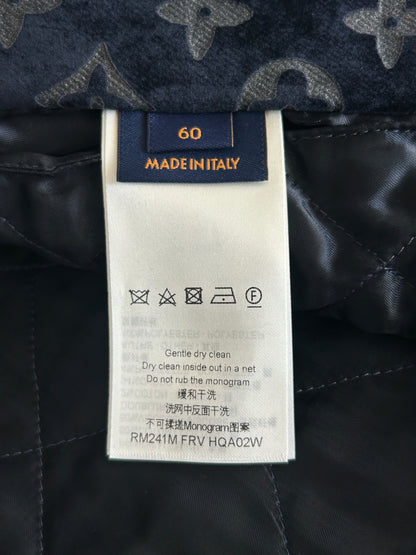 60
MADE IN ITALY
Gentle dry clean
Dry clean inside out in a net
Do not rub the monogram
缓和干洗
洗网中反面干洗
不可揉搓Monogram图案
RM241M FRV HQA02W